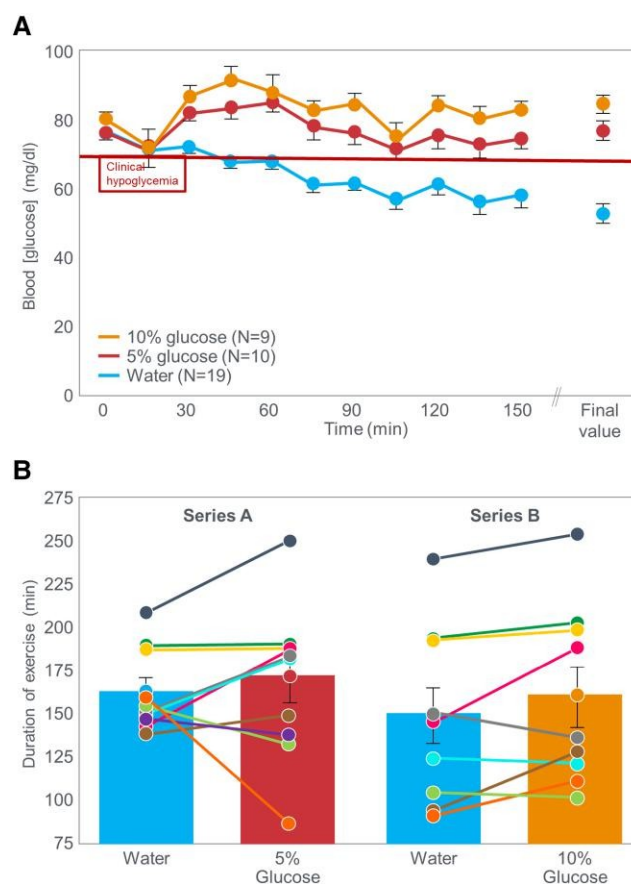 A
100
80
60
40
20
0
Blood [glucose] (mg/dl)
Clinical
hypoglycemia
10% glucose (N=9)
5% glucose (N=10)
Water (N=19)
0 30 60 90 120 150 Final
value
Time (min)
B
275
250
225
200
175
150
125
100
75
Duration of exercise (min)
Series A Series B
Water 5% Water 10%
Glucose Glucose